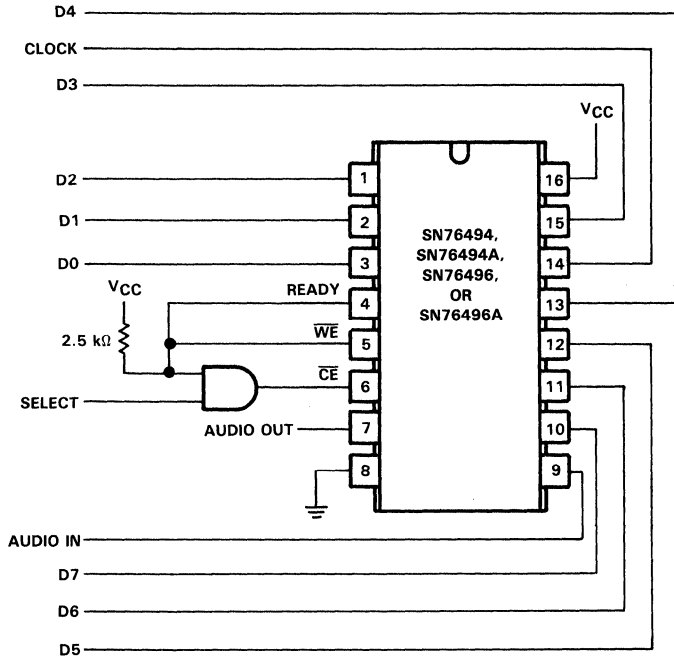 D4
CLOCK
D3
VCC
D2
1
16
D1
2
15
SN76494,
SN76494A,
SN76496,
OR
SN76496A
D0
3
14
VCC
READY
4
13
2.5 kΩ
WE
5
12
CE
6
11
SELECT
AUDIO OUT
7
10
8
9
AUDIO IN
D7
D6
D5